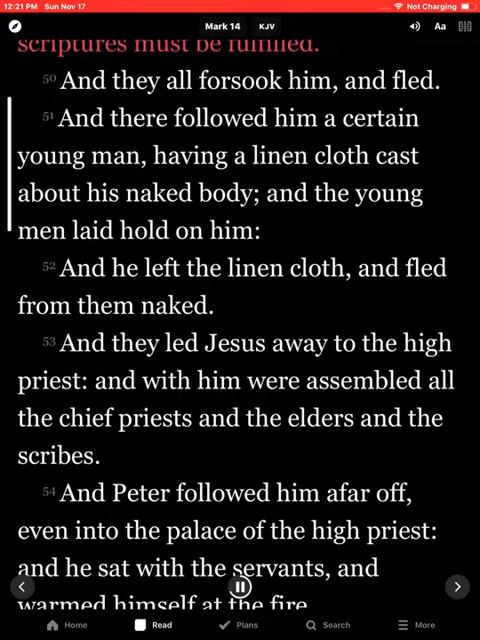 12:21 PM Sun Nov 17
Not Charging
Mark 14 KJV Aa
scriptures must be fulfilled.
50 And they all forsook him, and fled.
51 And there followed him a certain
young man, having a linen cloth cast
about his naked body; and the young
men laid hold on him:
52 And he left the linen cloth, and fled
from them naked.
53 And they led Jesus away to the high
priest: and with him were assembled all
the chief priests and the elders and the
scribes.
54 And Peter followed him afar off,
even into the palace of the high priest:
and he sat with the servants, and
warmed himself at the fire
Home Read Plans Search More